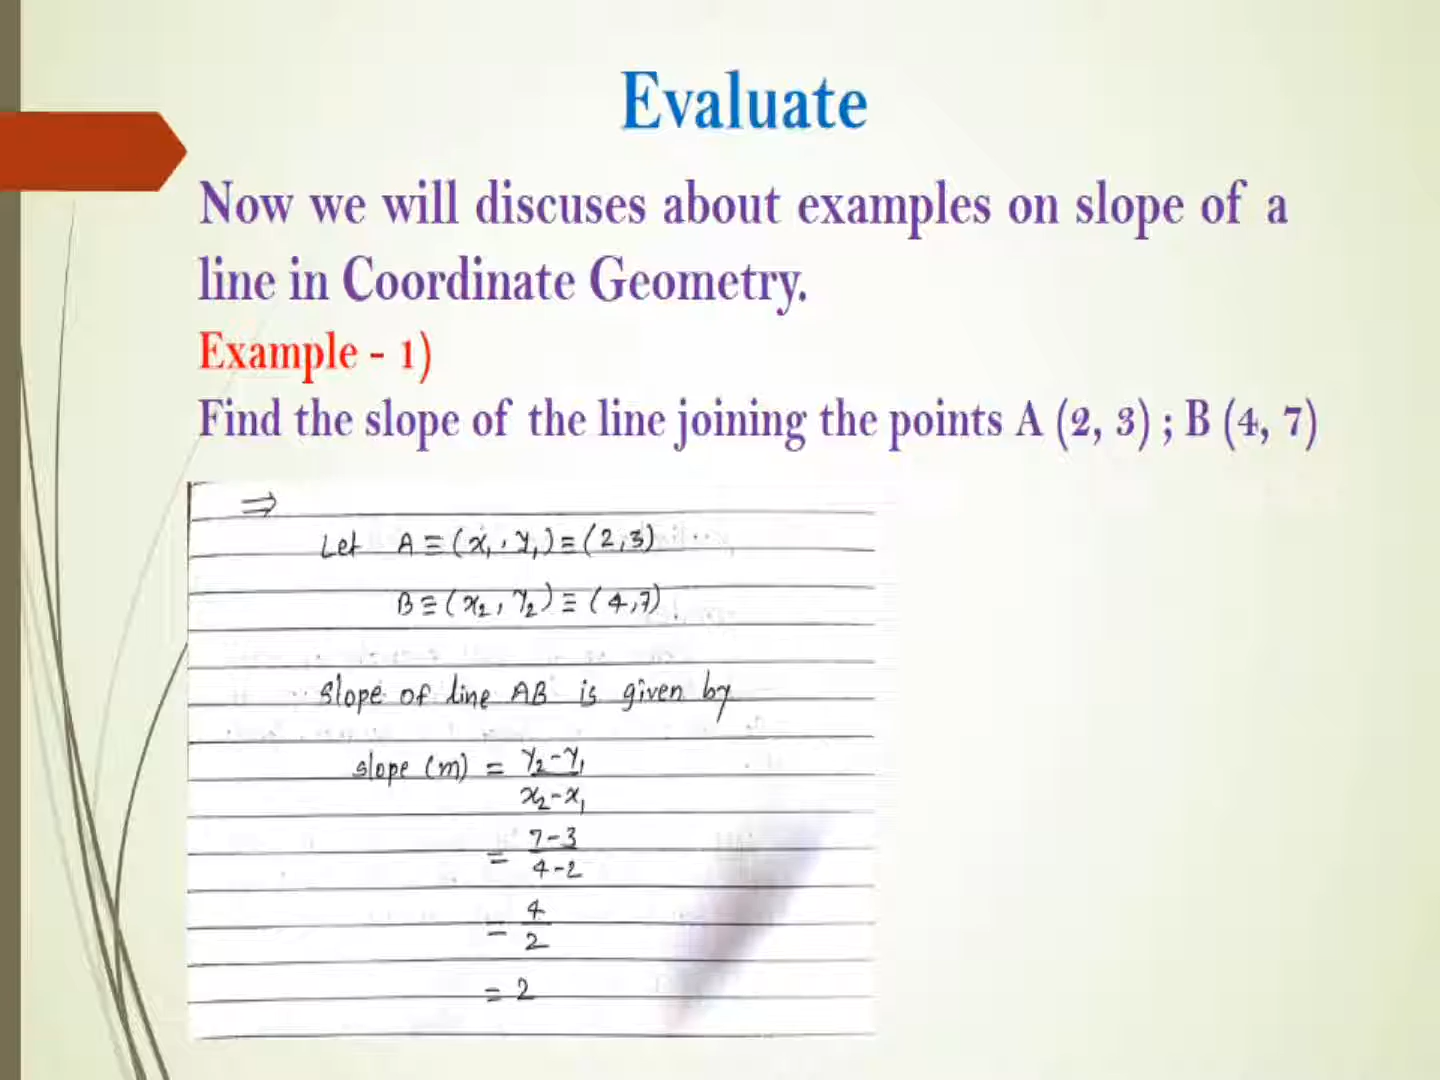 Evaluate
Now we will discuses about examples on slope of a
line in Coordinate Geometry.
Example - 1)
Find the slope of the line joining the points A (2, 3) ; B (4, 7)
⇒
Let A ≡ (x₁, y₁) ≡ (2,3)
B ≡ (x₂, y₂) ≡ (4,7)
slope of line AB is given by
slope (m) = y₂-y₁
x₂-x₁
= 7-3
4-2
= 4
2
= 2